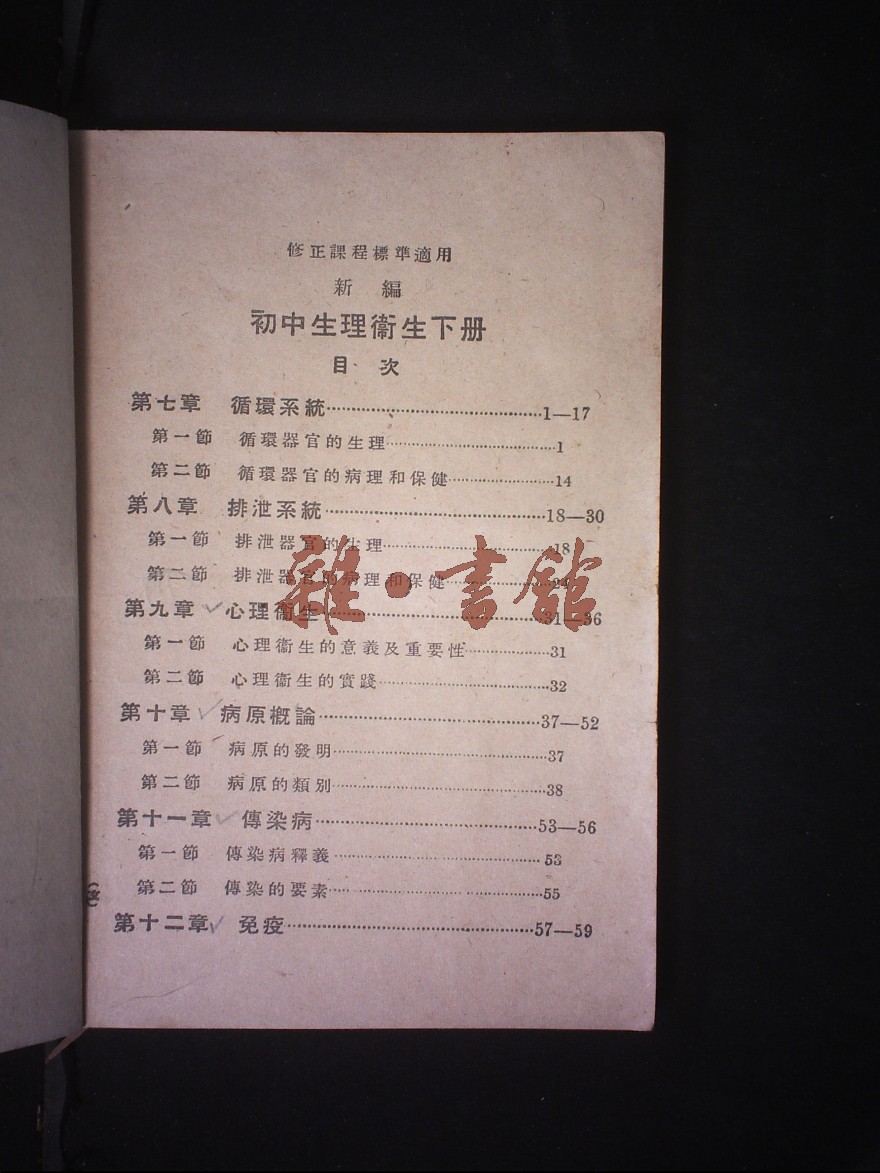 修正課程標準適用
新編
初中生理衞生下册
目次
第七章 循環系統 1—17
第一節 循環器官的生理 1
第二節 循環器官的病理和保健 14
第八章 排泄系統 18—30
第一節 排泄器官的生理 18
第二節 排泄器官的病理和保健
第九章 心理衞生 31—36
第一節 心理衞生的意義及重要性 31
第二節 心理衞生的實踐 32
第十章 病原概論 37—52
第一節 病原的發明 37
第二節 病原的類別 38
第十一章 傳染病 53—56
第一節 傳染病釋義 53
第二節 傳染的要素 55
第十二章 免疫 57—59
雜·書館